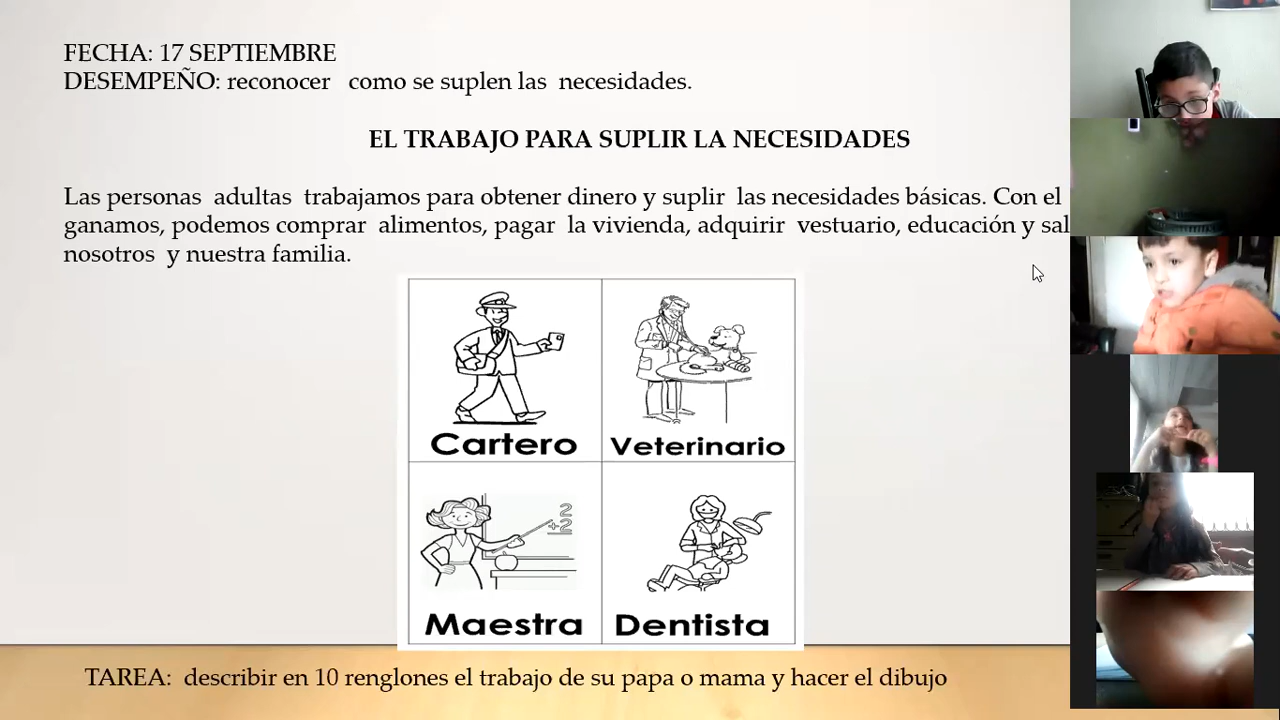 FECHA: 17 SEPTIEMBRE
DESEMPEÑO: reconocer como se suplen las necesidades.
EL TRABAJO PARA SUPLIR LA NECESIDADES
Las personas adultas trabajamos para obtener dinero y suplir las necesidades básicas. Con el
ganamos, podemos comprar alimentos, pagar la vivienda, adquirir vestuario, educación y
nosotros y nuestra familia.
Cartero
Veterinario
2
+2
Maestra
Dentista
TAREA: describir en 10 renglones el trabajo de su papa o mama y hacer el dibujo